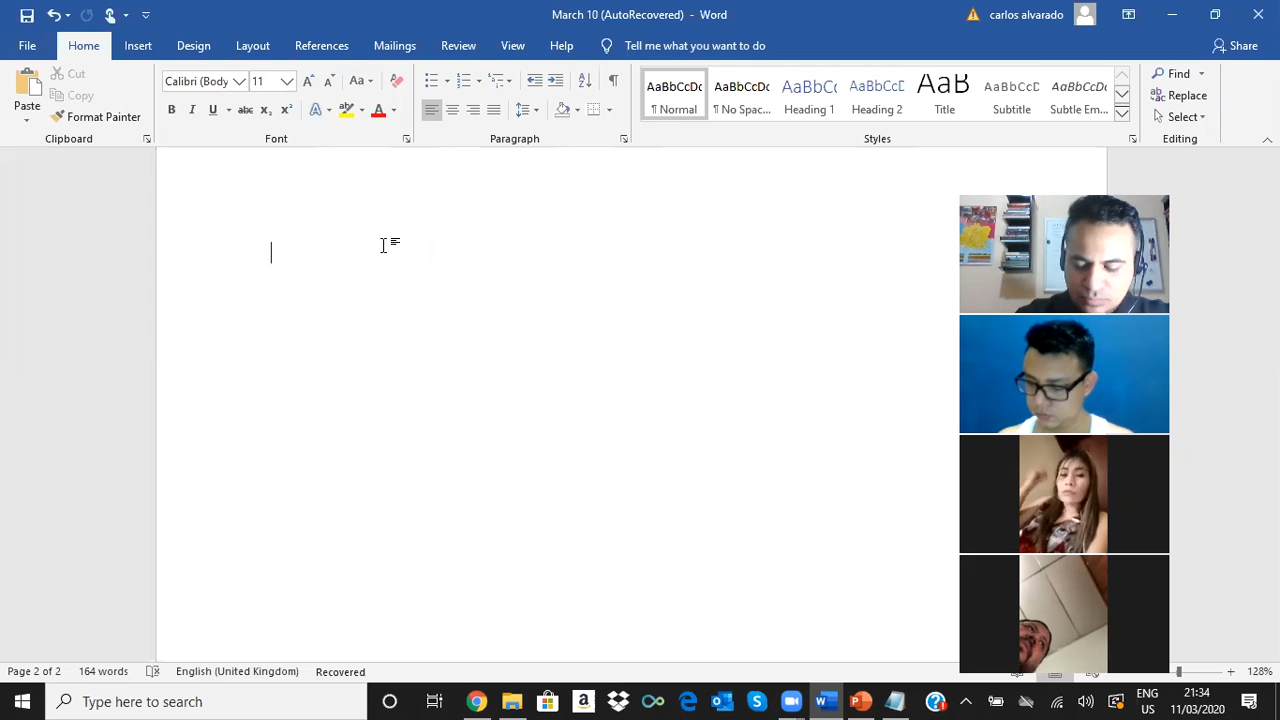 March 10 (AutoRecovered) - Word
carlos alvarado
File Home Insert Design Layout References Mailings Review View Help Tell me what you want to do Share
Paste
Cut
Copy
Format Painter
Clipboard
Calibri (Body 11
Font
Paragraph
AaBbCcDc AaBbCcDc AaBbCc AaBbCcD AaB AaBbCcD AaBbCcDc
¶ Normal ¶ No Spac... Heading 1 Heading 2 Title Subtitle Subtle Em...
Styles
Find
Replace
Select
Editing
Page 2 of 2 164 words English (United Kingdom) Recovered 128%
Type here to search
ENG
US
21:34
11/03/2020